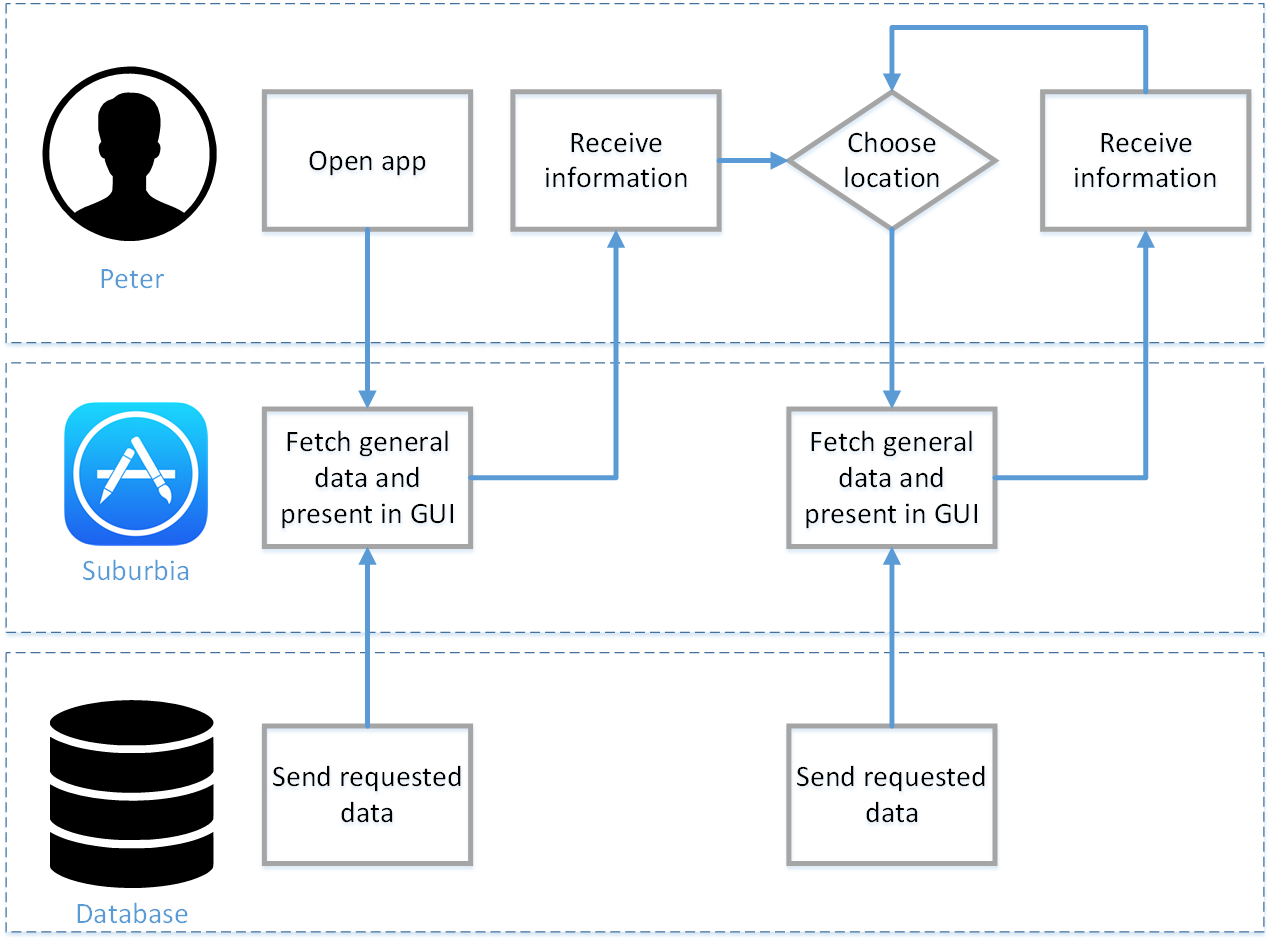 Open app
Receive
information
Choose
location
Receive
information
Peter
Fetch general
data and
present in GUI
Fetch general
data and
present in GUI
Suburbia
Send requested
data
Send requested
data
Database